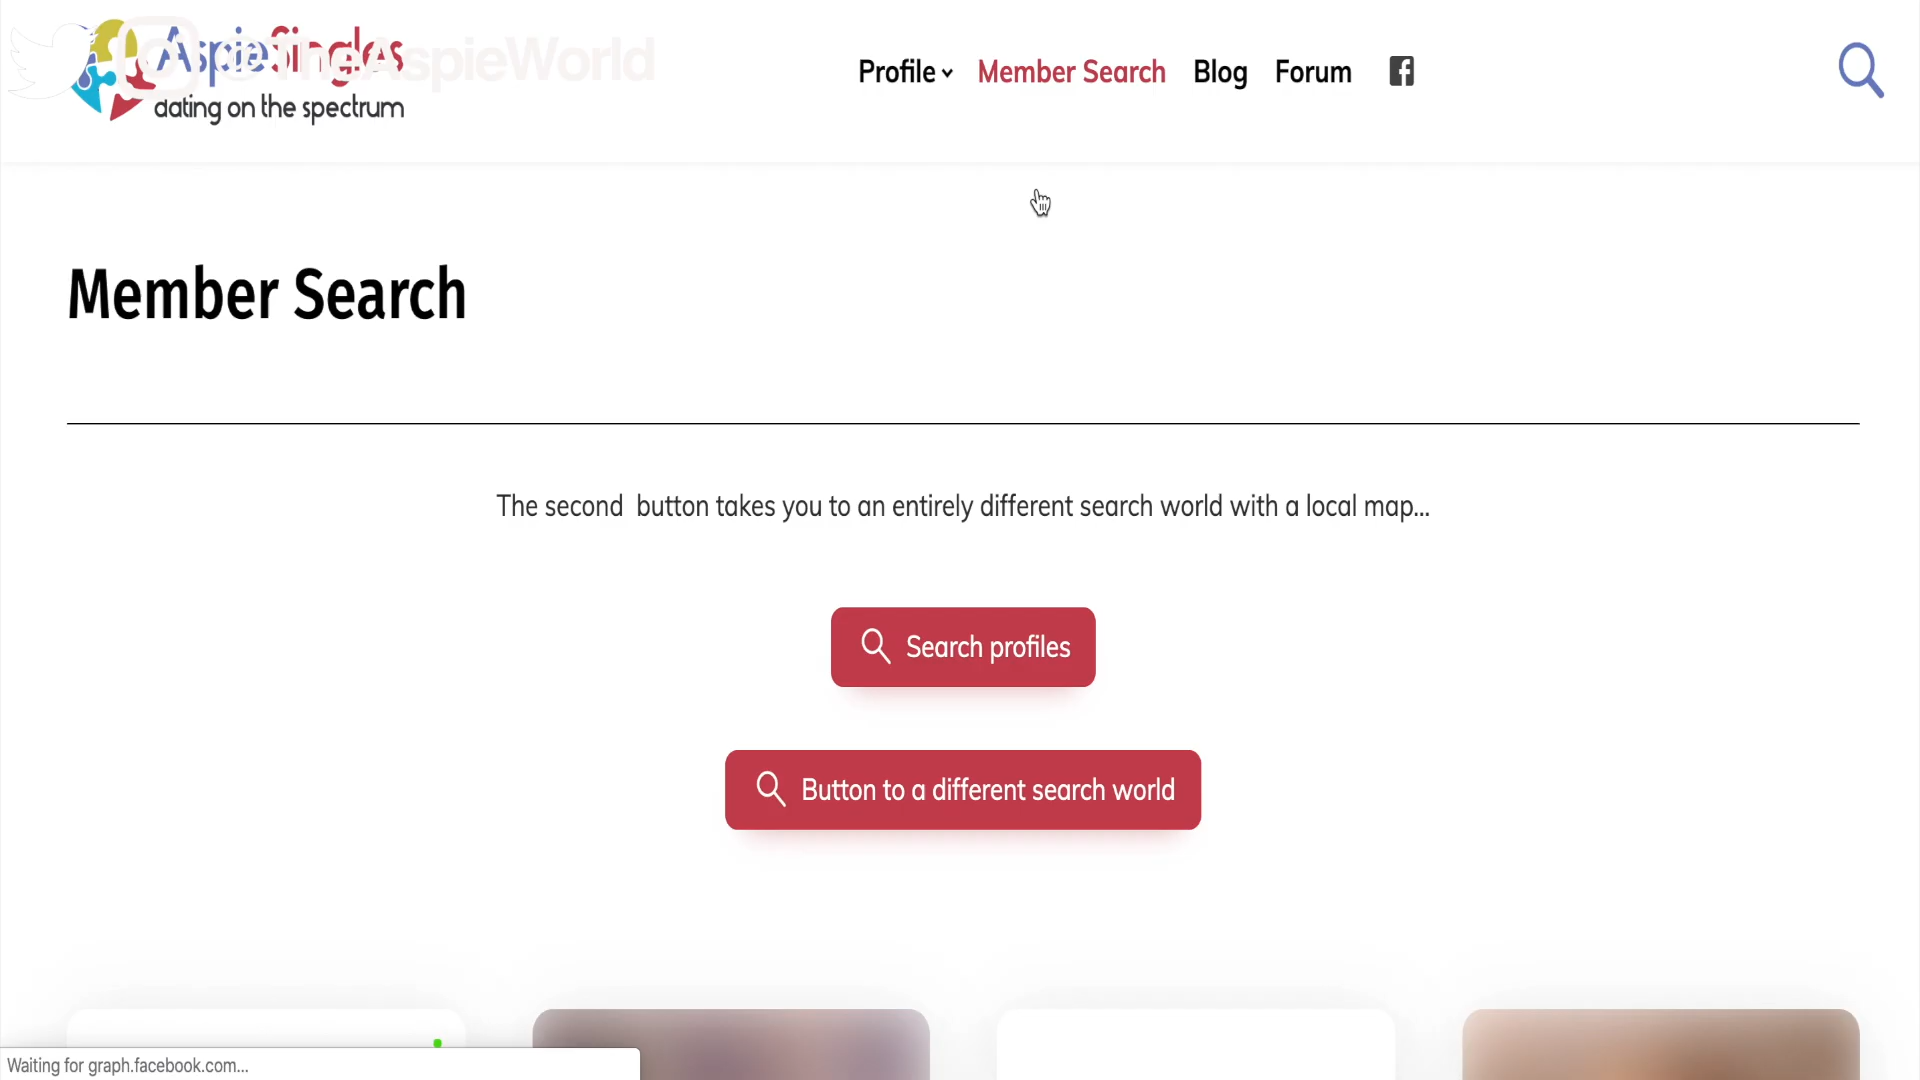 AspieSingles
@TheAspieWorld
dating on the spectrum
Profile
Member Search
Blog
Forum
Member Search
The second button takes you to an entirely different search world with a local map...
Search profiles
Button to a different search world
Waiting for graph.facebook.com...